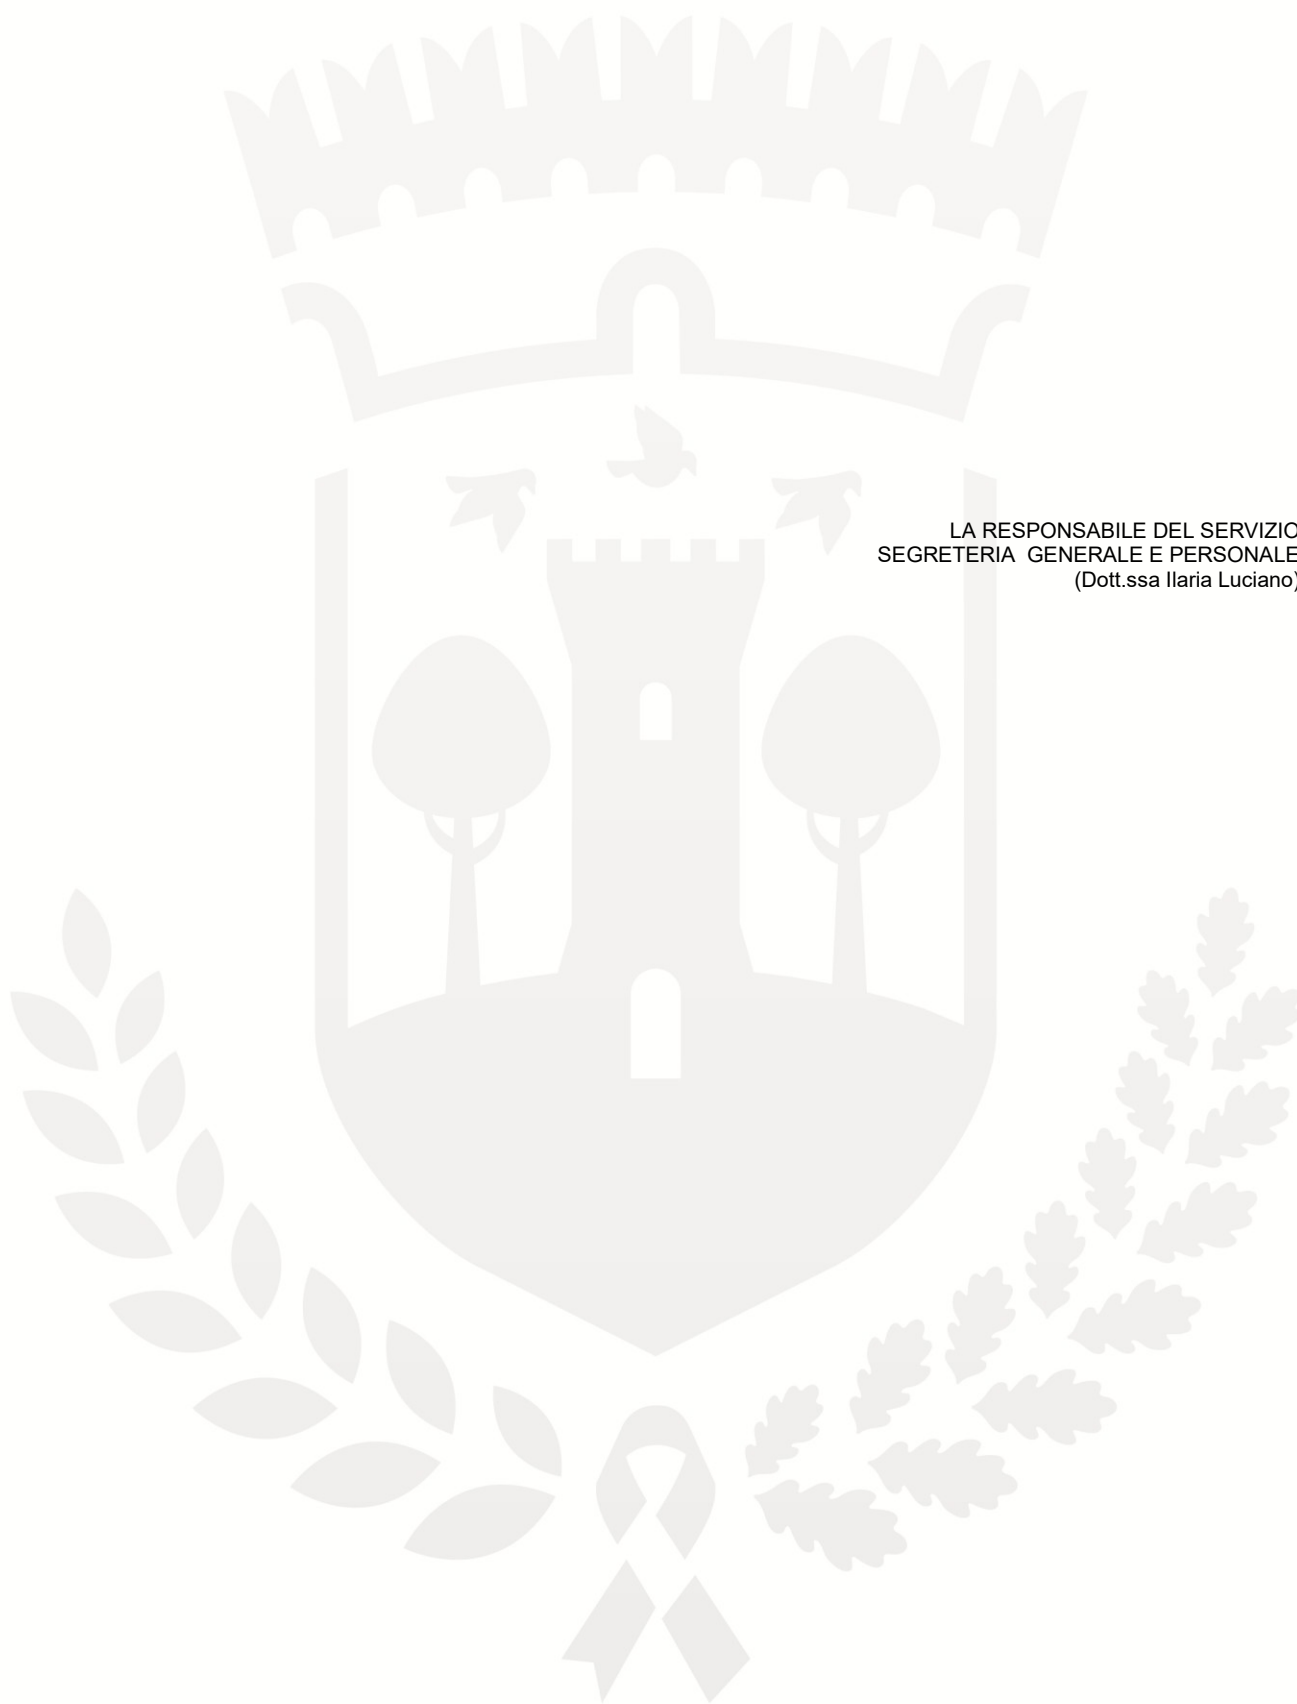 LA RESPONSABILE DEL SERVIZIO
SEGRETERIA  GENERALE E PERSONALE
(Dott.ssa Ilaria Luciano)